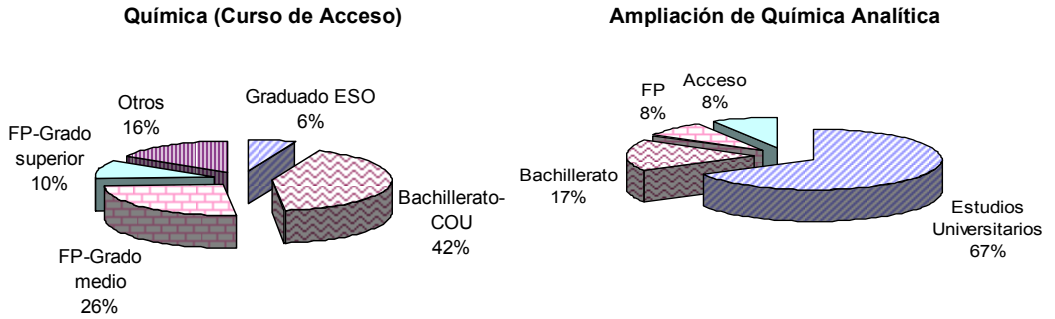 Química (Curso de Acceso)
Otros
16%
Graduado ESO
6%
FP-Grado
superior
10%
Bachillerato-
COU
42%
FP-Grado
medio
26%
Ampliación de Química Analítica
FP
8%
Acceso
8%
Bachillerato
17%
Estudios
Universitarios
67%